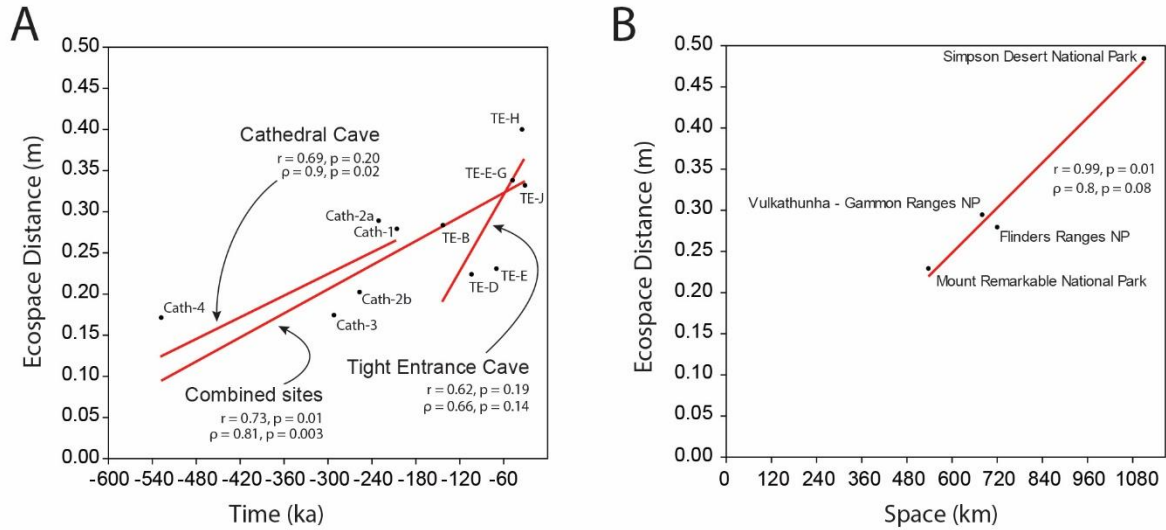 A
Ecospace Distance (m)
0.50
0.45
0.40
0.35
0.30
0.25
0.20
0.15
0.10
0.05
0.00
Cathedral Cave
r = 0.69, p = 0.20
ρ = 0.9, p = 0.02
TE-H
TE-E-G
TE-J
Cath-2a
Cath-1
TE-B
TE-D
TE-E
Cath-4
Cath-2b
Cath-3
Tight Entrance Cave
r = 0.62, p = 0.19
ρ = 0.66, p = 0.14
Combined sites
r = 0.73, p = 0.01
ρ = 0.81, p = 0.003
-600 -540 -480 -420 -360 -300 -240 -180 -120 -60
Time (ka)
B
Ecospace Distance (m)
0.50
0.45
0.40
0.35
0.30
0.25
0.20
0.15
0.10
0.05
0.00
Simpson Desert National Park
r = 0.99, p = 0.01
ρ = 0.8, p = 0.08
Vulkathunha - Gammon Ranges NP
Flinders Ranges NP
Mount Remarkable National Park
0 120 240 360 480 600 720 840 960 1080
Space (km)